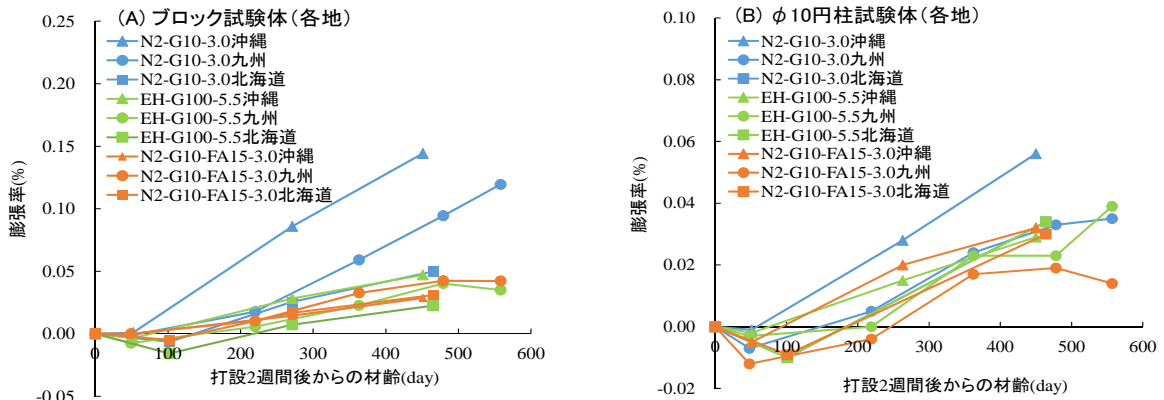 (A) ブロック試験体(各地)
膨張率(%)
0.25
0.20
0.15
0.10
0.05
0.00
-0.05
N2-G10-3.0沖縄
N2-G10-3.0九州
N2-G10-3.0北海道
EH-G100-5.5沖縄
EH-G100-5.5九州
EH-G100-5.5北海道
N2-G10-FA15-3.0沖縄
N2-G10-FA15-3.0九州
N2-G10-FA15-3.0北海道
0 100 200 300 400 500 600
打設2週間後からの材齢(day)
(B) φ10円柱試験体(各地)
膨張率(%)
0.10
0.08
0.06
0.04
0.02
0.00
-0.02
N2-G10-3.0沖縄
N2-G10-3.0九州
N2-G10-3.0北海道
EH-G100-5.5沖縄
EH-G100-5.5九州
EH-G100-5.5北海道
N2-G10-FA15-3.0沖縄
N2-G10-FA15-3.0九州
N2-G10-FA15-3.0北海道
0 100 200 300 400 500 600
打設2週間後からの材齢(day)